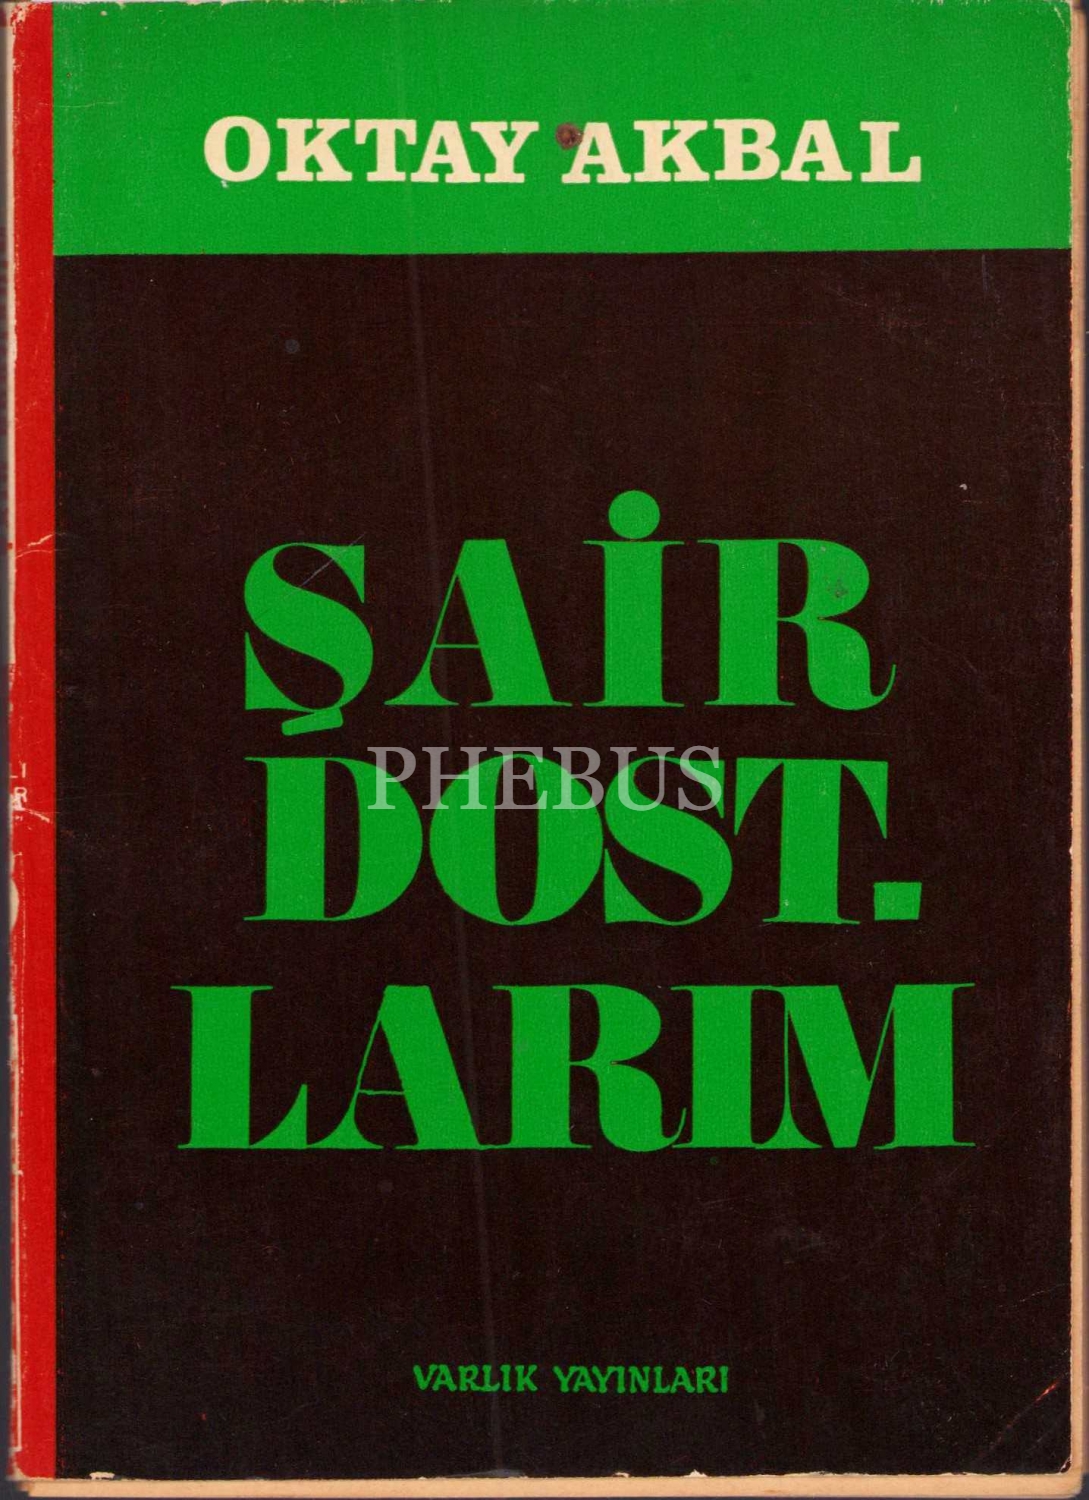 OKTAY AKBAL
ŞAİR
DOST.
LARIM
PHEBUS
VARLIK YAYINLARI